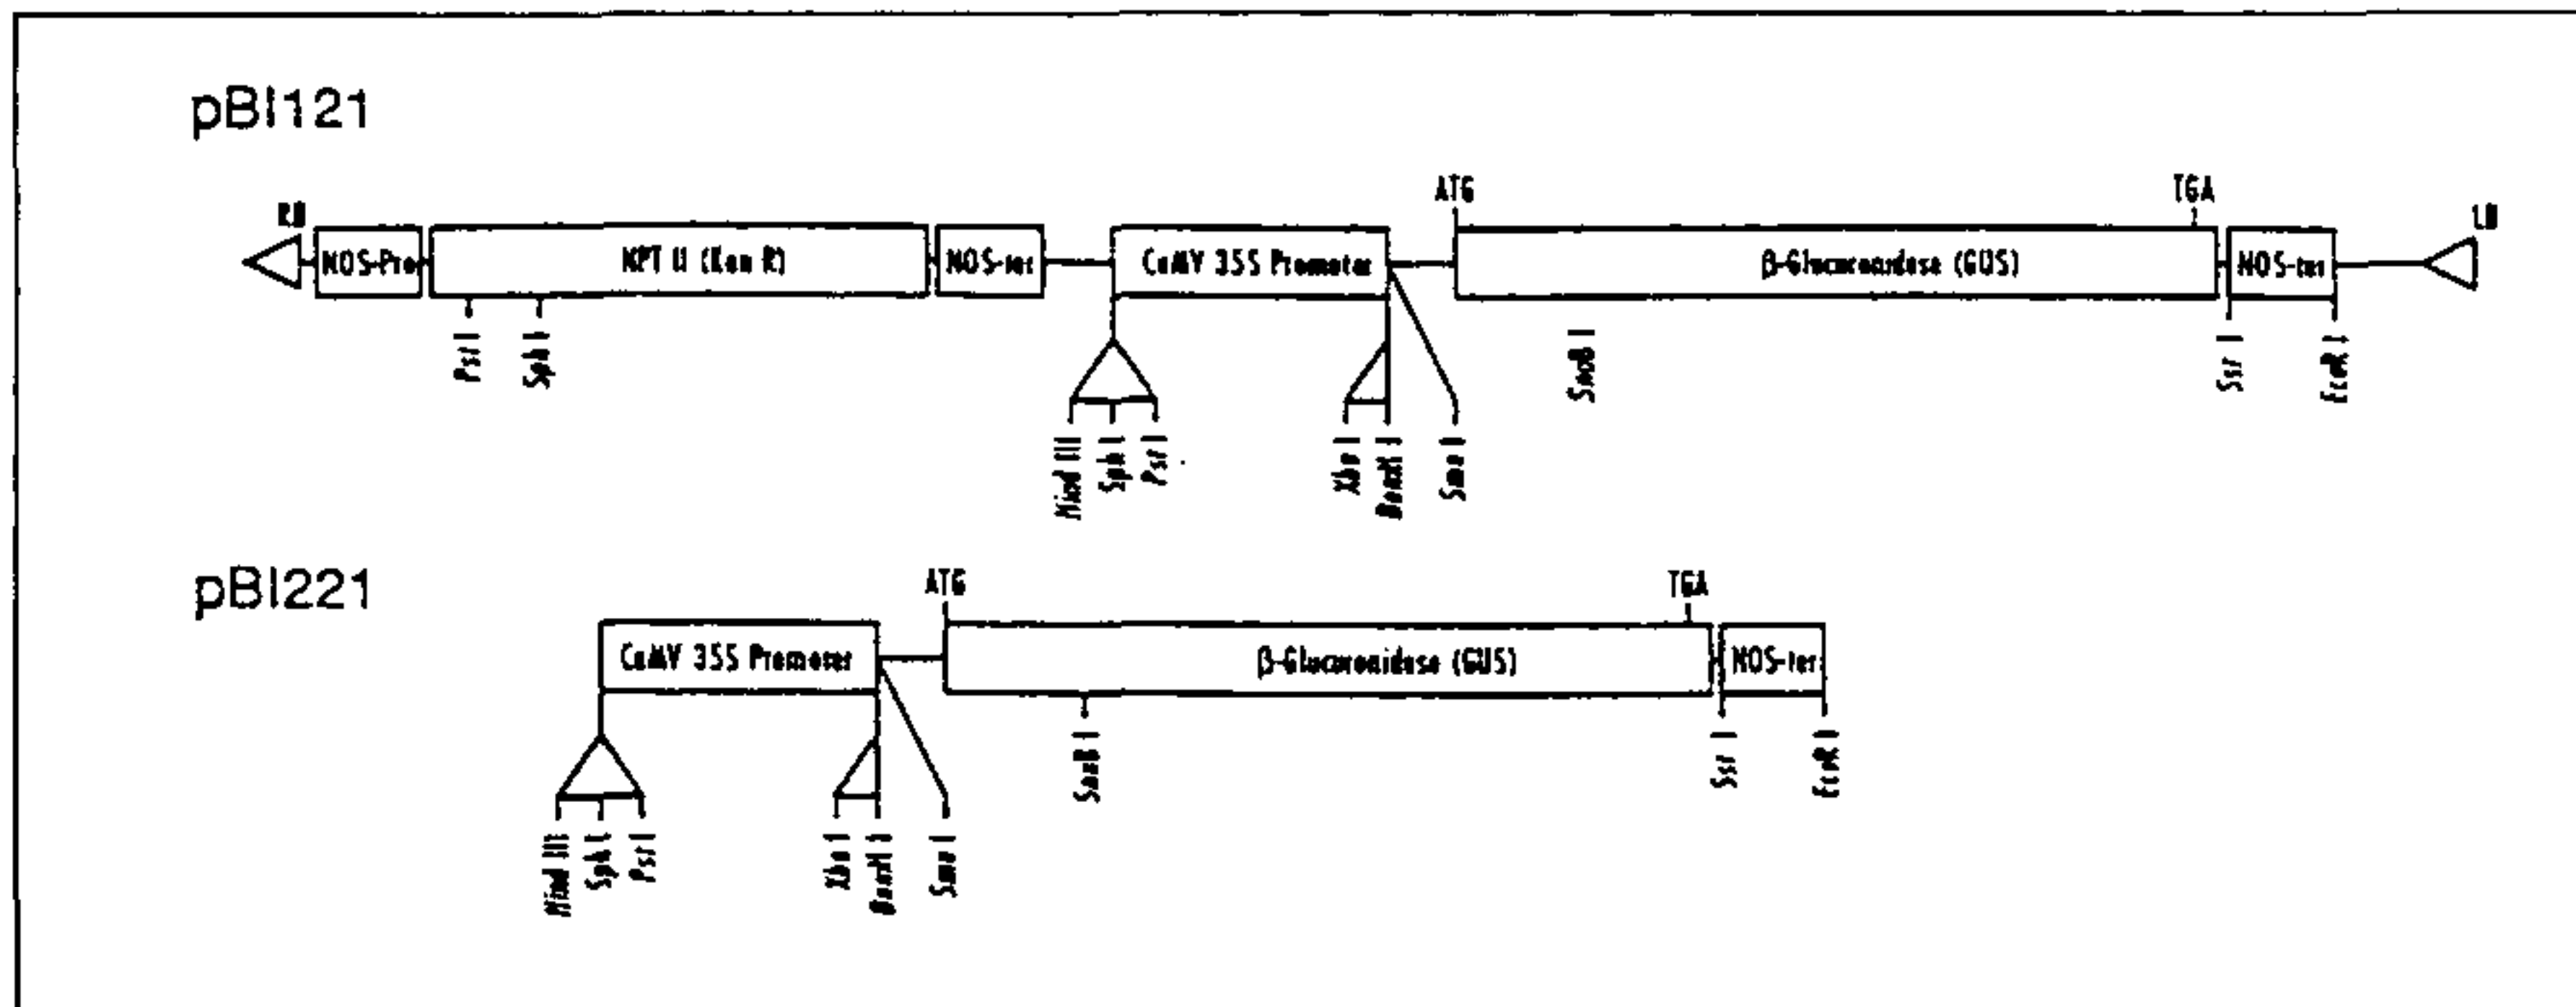 pBI121
ATG TGA
RB LB
NOS-Pro NPT II (Kan R) NOS-ter CaMV 35S Promoter β-Glucuronidase (GUS) NOS-ter
Pst I Sph I SnaB I Sst I EcoR I
Hind III Sph I Pst I Xba I BamH I Sma I
pBI221
ATG TGA
CaMV 35S Promoter β-Glucuronidase (GUS) NOS-ter
SnaB I Sst I EcoR I
Hind III Sph I Pst I Xba I BamH I Sma I